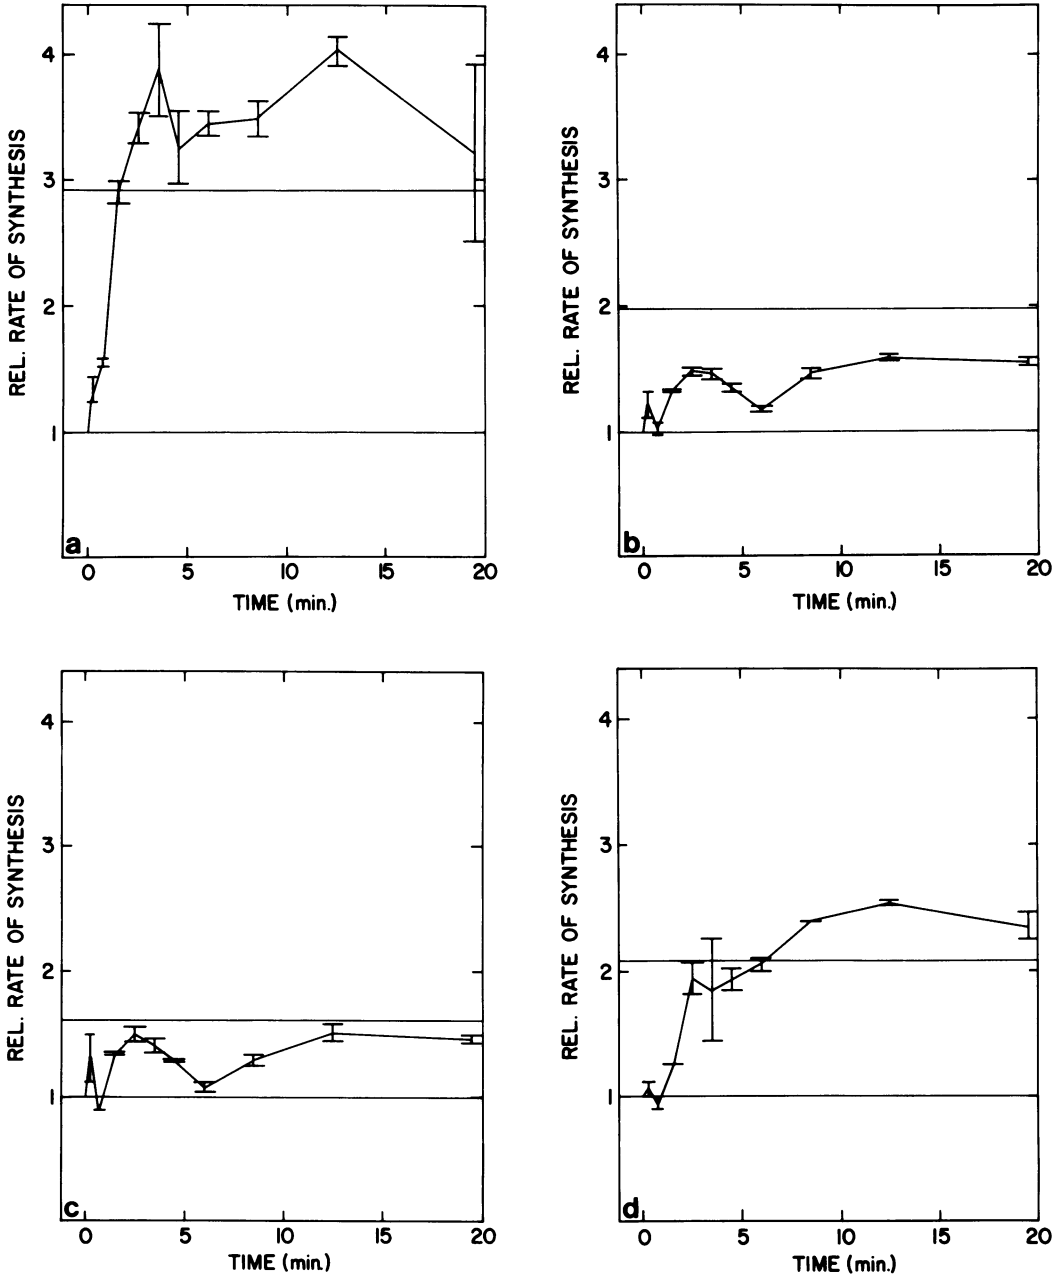 REL. RATE OF SYNTHESIS
4
3
2
1
a
0 5 10 15 20
TIME (min.)
REL. RATE OF SYNTHESIS
4
3
2
1
b
0 5 10 15 20
TIME (min.)
REL. RATE OF SYNTHESIS
4
3
2
1
c
0 5 10 15 20
TIME (min.)
REL. RATE OF SYNTHESIS
4
3
2
1
d
0 5 10 15 20
TIME (min.)